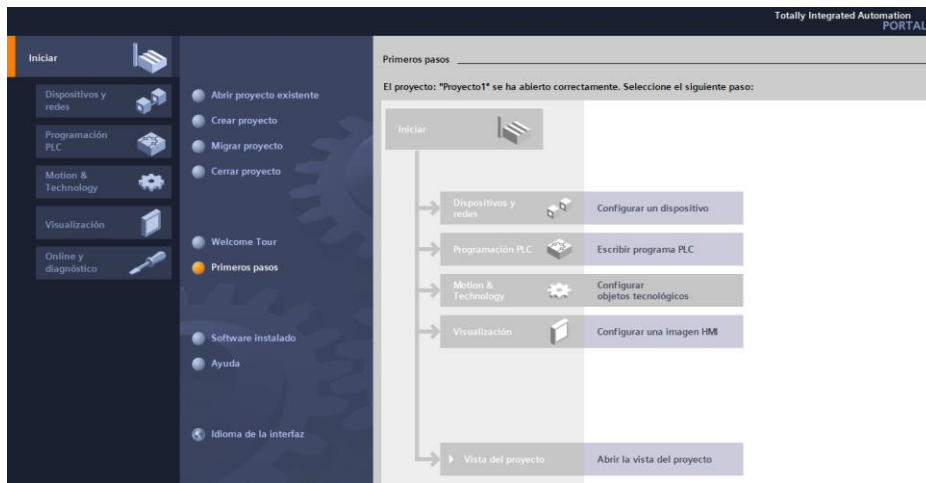 Totally Integrated Automation
PORTAL
Iniciar
Dispositivos y
redes
Programación
PLC
Motion &
Technology
Visualización
Online y
diagnóstico
Abrir proyecto existente
Crear proyecto
Migrar proyecto
Cerrar proyecto
Welcome Tour
Primeros pasos
Software instalado
Ayuda
Idioma de la interfaz
Primeros pasos
El proyecto: "Proyecto1" se ha abierto correctamente. Seleccione el siguiente paso:
Iniciar
Dispositivos y
redes
Configurar un dispositivo
Programación PLC
Escribir programa PLC
Motion &
Technology
Configurar
objetos tecnológicos
Visualización
Configurar una imagen HMI
Vista del proyecto
Abrir la vista del proyecto